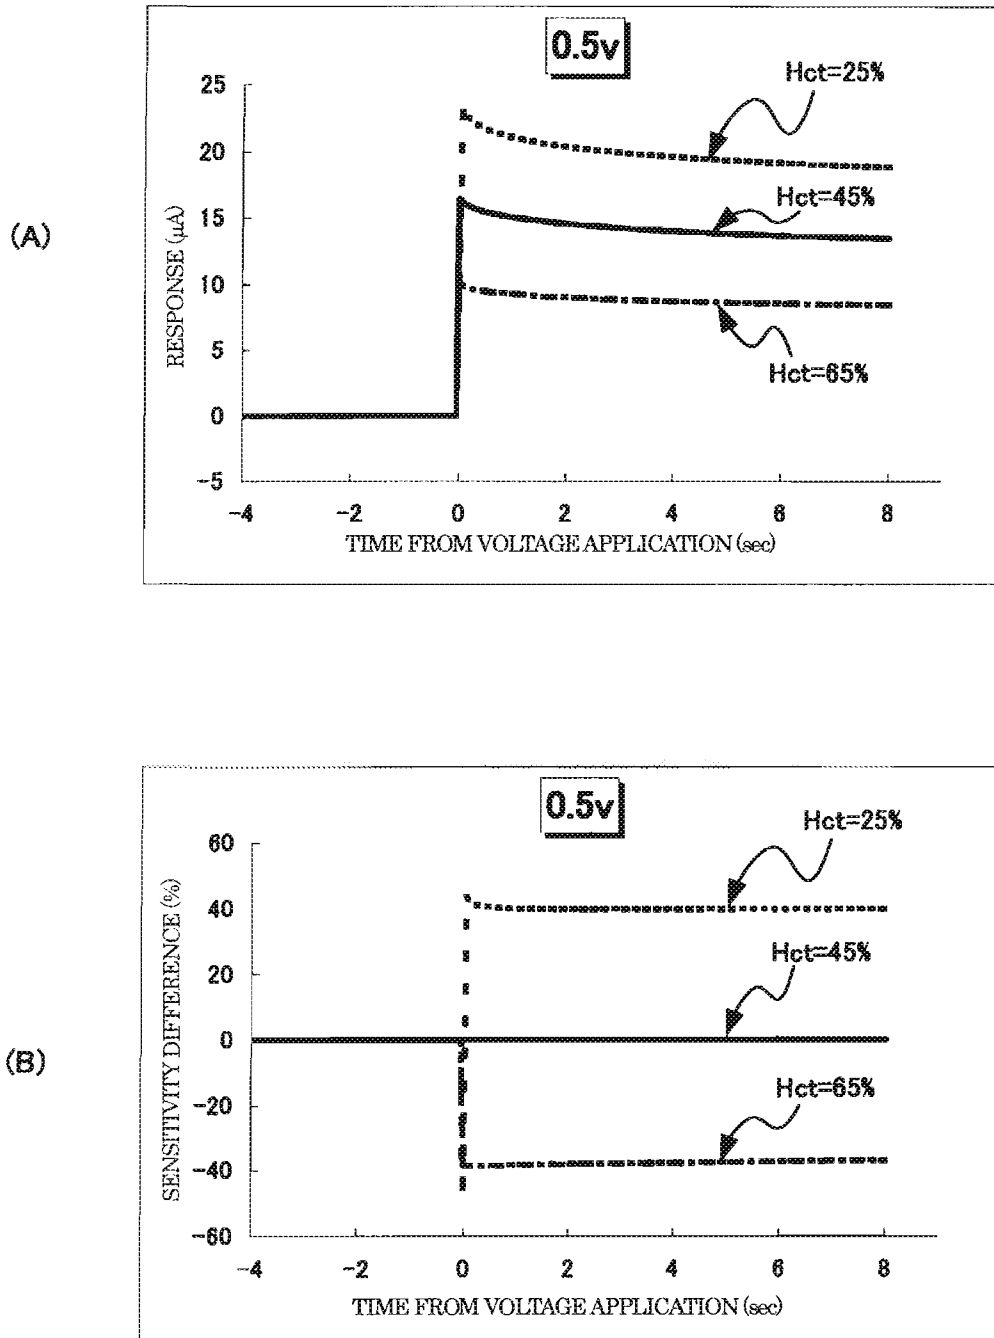 (A)
0.5v
RESPONSE (μA)
25
20
15
10
5
0
-5
Hct=25%
Hct=45%
Hct=65%
-4 -2 0 2 4 6 8
TIME FROM VOLTAGE APPLICATION (sec)
(B)
0.5v
SENSITIVITY DIFFERENCE (%)
60
40
20
0
-20
-40
-60
Hct=25%
Hct=45%
Hct=65%
-4 -2 0 2 4 6 8
TIME FROM VOLTAGE APPLICATION (sec)